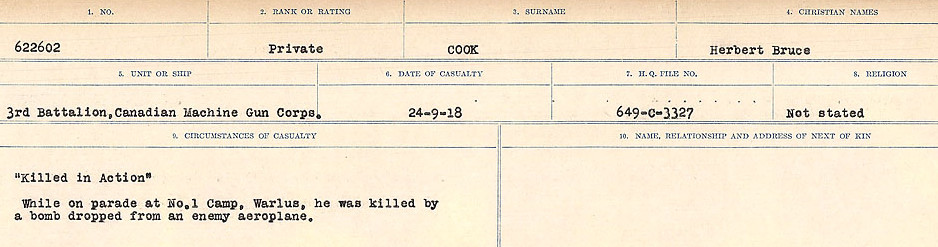 1. NO. 2. RANK OR RATING 3. SURNAME 4. CHRISTIAN NAMES
622602 Private COOK Herbert Bruce
5. UNIT OR SHIP 6. DATE OF CASUALTY 7. H. Q. FILE NO. 8. RELIGION
3rd Battalion,Canadian Machine Gun Corps. 24-9-18 649-C-3327 Not stated
9. CIRCUMSTANCES OF CASUALTY 10. NAME, RELATIONSHIP AND ADDRESS OF NEXT OF KIN
"Killed in Action"
While on parade at No.1 Camp, Warlus, he was killed by
a bomb dropped from an enemy aeroplane.